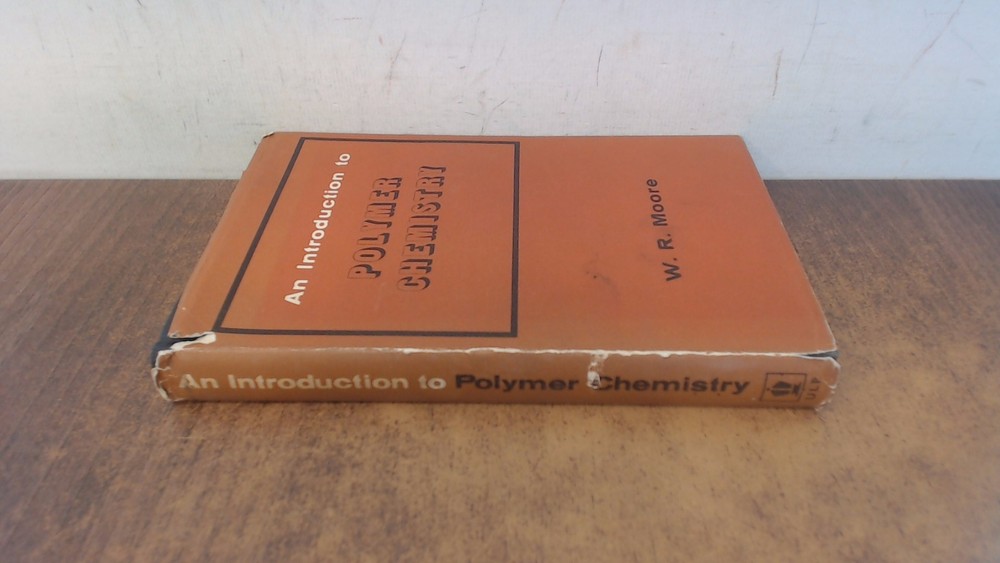 An Introduction to
POLYMER
CHEMISTRY
W. R. Moore
An Introduction to Polymer Chemistry